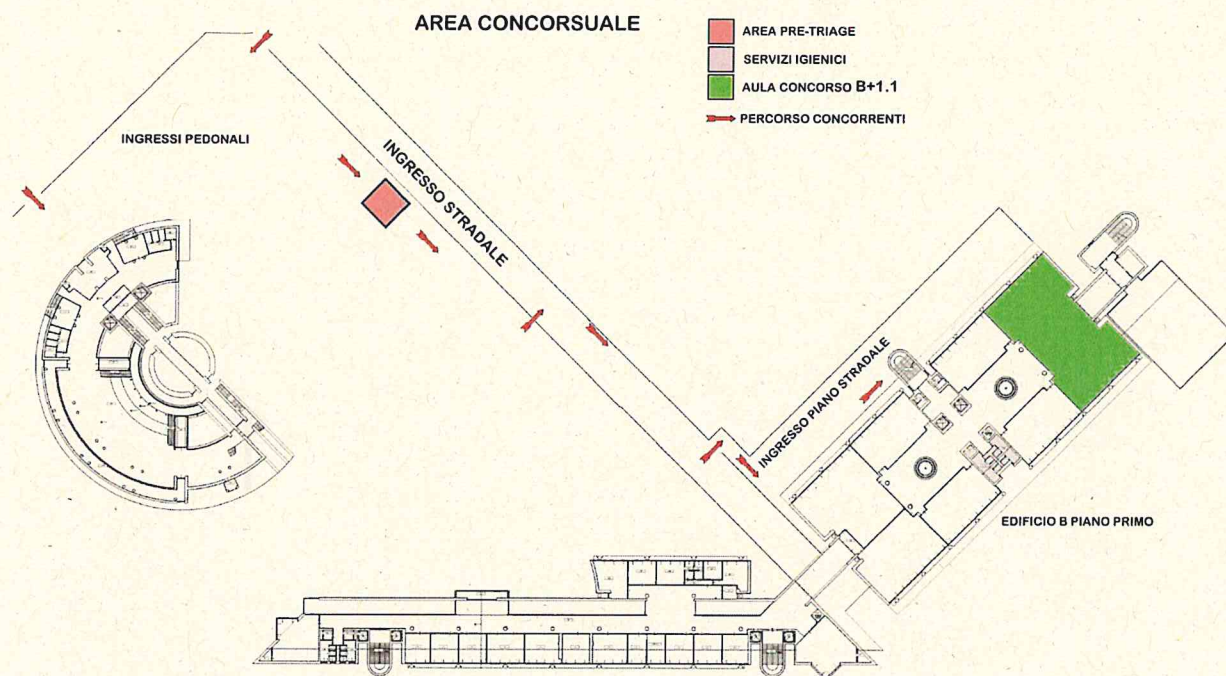 AREA CONCORSUALE
AREA PRE-TRIAGE
SERVIZI IGIENICI
AULA CONCORSO B+1.1
PERCORSO CONCORRENTI
INGRESSI PEDONALI
INGRESSO STRADALE
INGRESSO PIANO STRADALE
EDIFICIO B PIANO PRIMO